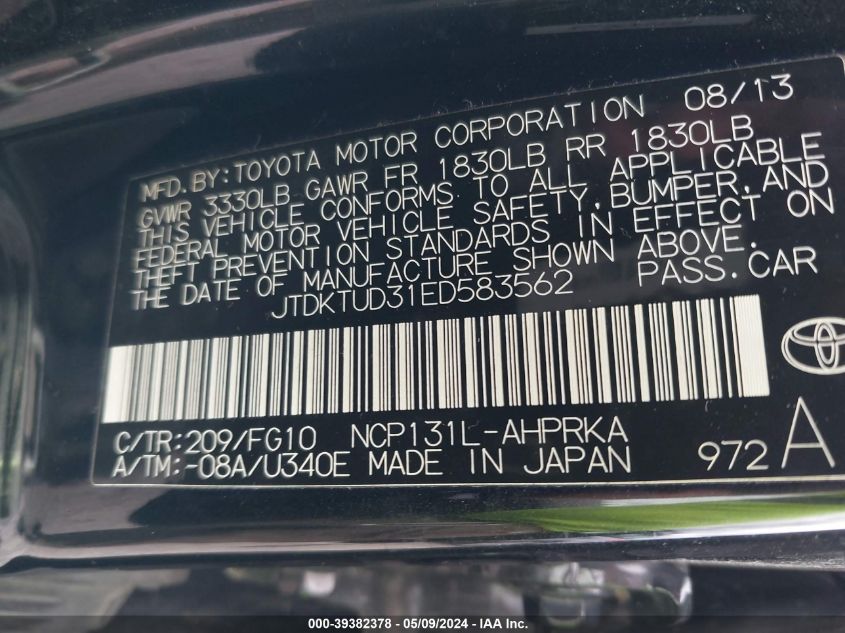 MFD. BY: TOYOTA MOTOR CORPORATION 08/13
GVWR 3330LB GAWR FR 1830LB RR 1830LB
THIS VEHICLE CONFORMS TO ALL APPLICABLE
FEDERAL MOTOR VEHICLE SAFETY, BUMPER, AND
THEFT PREVENTION STANDARDS IN EFFECT ON
THE DATE OF MANUFACTURE SHOWN ABOVE.
JTDKTUD31ED583562 PASS. CAR
C/TR: 209/FG10 NCP131L-AHPRKA
A/TM: -08A/U340E MADE IN JAPAN 972 A
000-39382378 - 05/09/2024 - IAA, Inc.